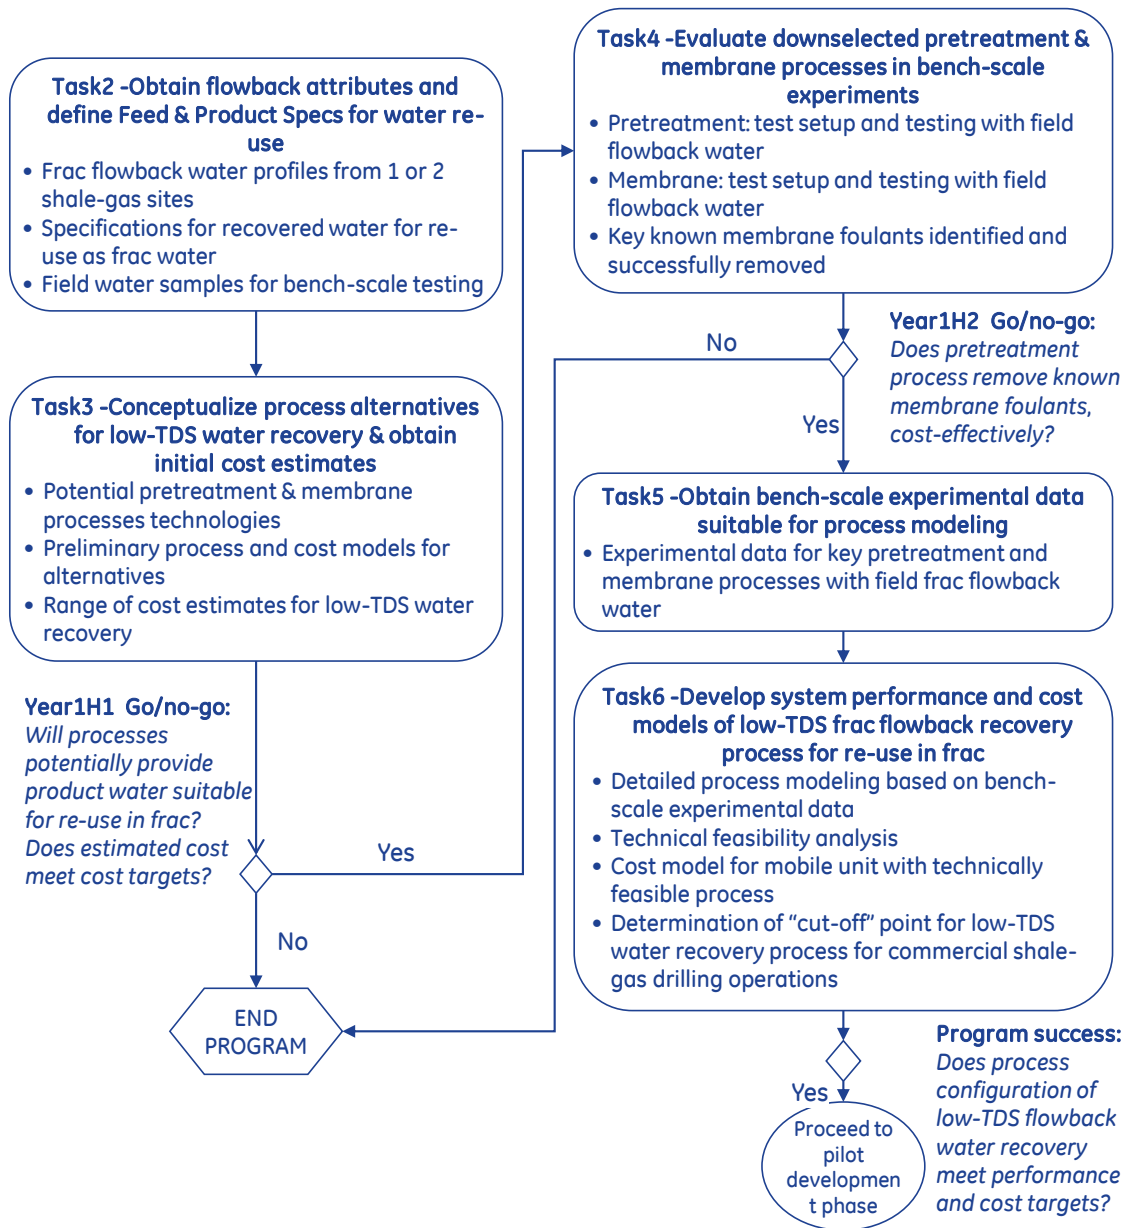 Task2 -Obtain flowback attributes and
define Feed & Product Specs for water re-
use
• Frac flowback water profiles from 1 or 2
shale-gas sites
• Specifications for recovered water for re-
use as frac water
• Field water samples for bench-scale testing
Task3 -Conceptualize process alternatives
for low-TDS water recovery & obtain
initial cost estimates
• Potential pretreatment & membrane
processes technologies
• Preliminary process and cost models for
alternatives
• Range of cost estimates for low-TDS water
recovery
Year1H1 Go/no-go:
Will processes
potentially provide
product water suitable
for re-use in frac?
Does estimated cost
meet cost targets?
Yes
No
END
PROGRAM
Task4 -Evaluate downselected pretreatment &
membrane processes in bench-scale
experiments
• Pretreatment: test setup and testing with field
flowback water
• Membrane: test setup and testing with field
flowback water
• Key known membrane foulants identified and
successfully removed
Year1H2 Go/no-go:
Does pretreatment
process remove known
membrane foulants,
cost-effectively?
No
Yes
Task5 -Obtain bench-scale experimental data
suitable for process modeling
• Experimental data for key pretreatment and
membrane processes with field frac flowback
water
Task6 -Develop system performance and cost
models of low-TDS frac flowback recovery
process for re-use in frac
• Detailed process modeling based on bench-
scale experimental data
• Technical feasibility analysis
• Cost model for mobile unit with technically
feasible process
• Determination of “cut-off” point for low-TDS
water recovery process for commercial shale-
gas drilling operations
Program success:
Does process
configuration of
low-TDS flowback
water recovery
meet performance
and cost targets?
Yes
Proceed to
pilot
developmen
t phase